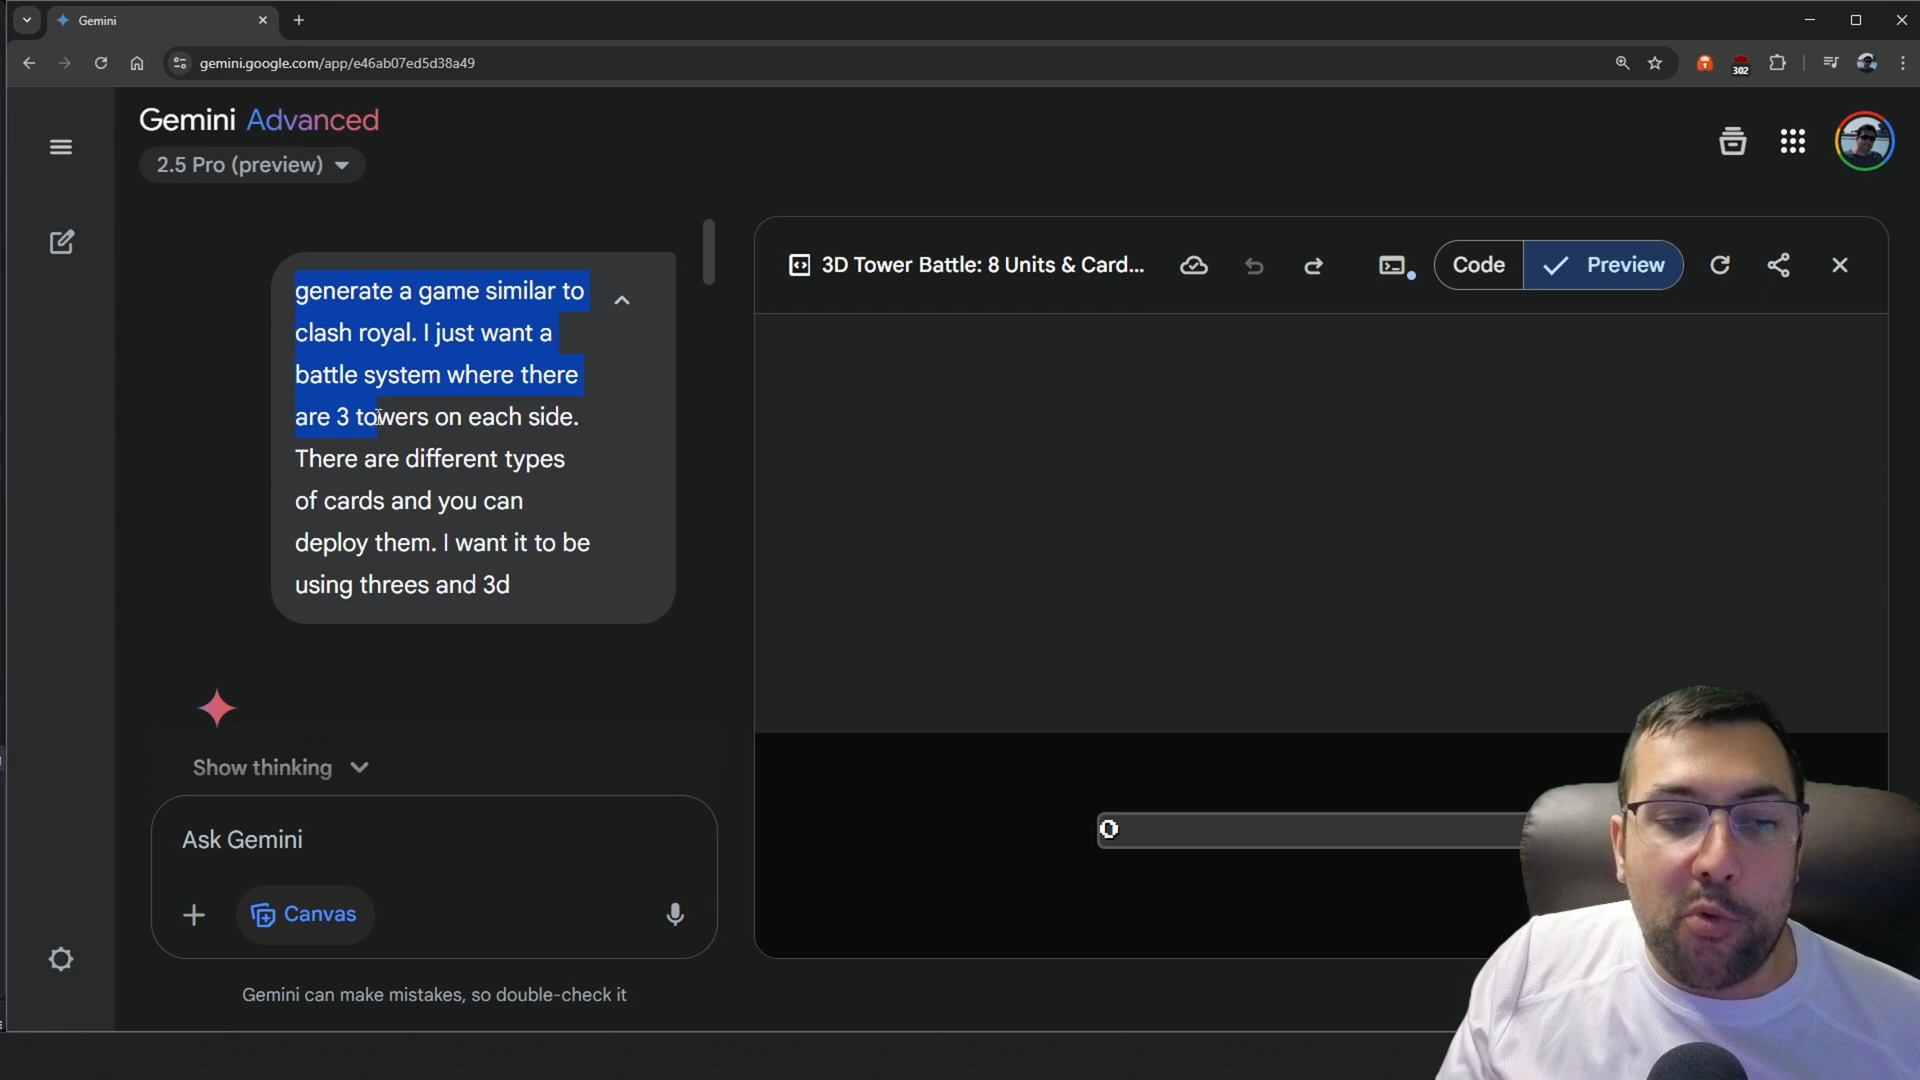 Gemini
gemini.google.com/app/e46ab07ed5d38a49
302
Gemini Advanced
2.5 Pro (preview)
generate a game similar to
clash royal. I just want a
battle system where there
are 3 towers on each side.
There are different types
of cards and you can
deploy them. I want it to be
using threes and 3d
Show thinking
Ask Gemini
Canvas
Gemini can make mistakes, so double-check it
3D Tower Battle: 8 Units & Card...
Code
Preview
0